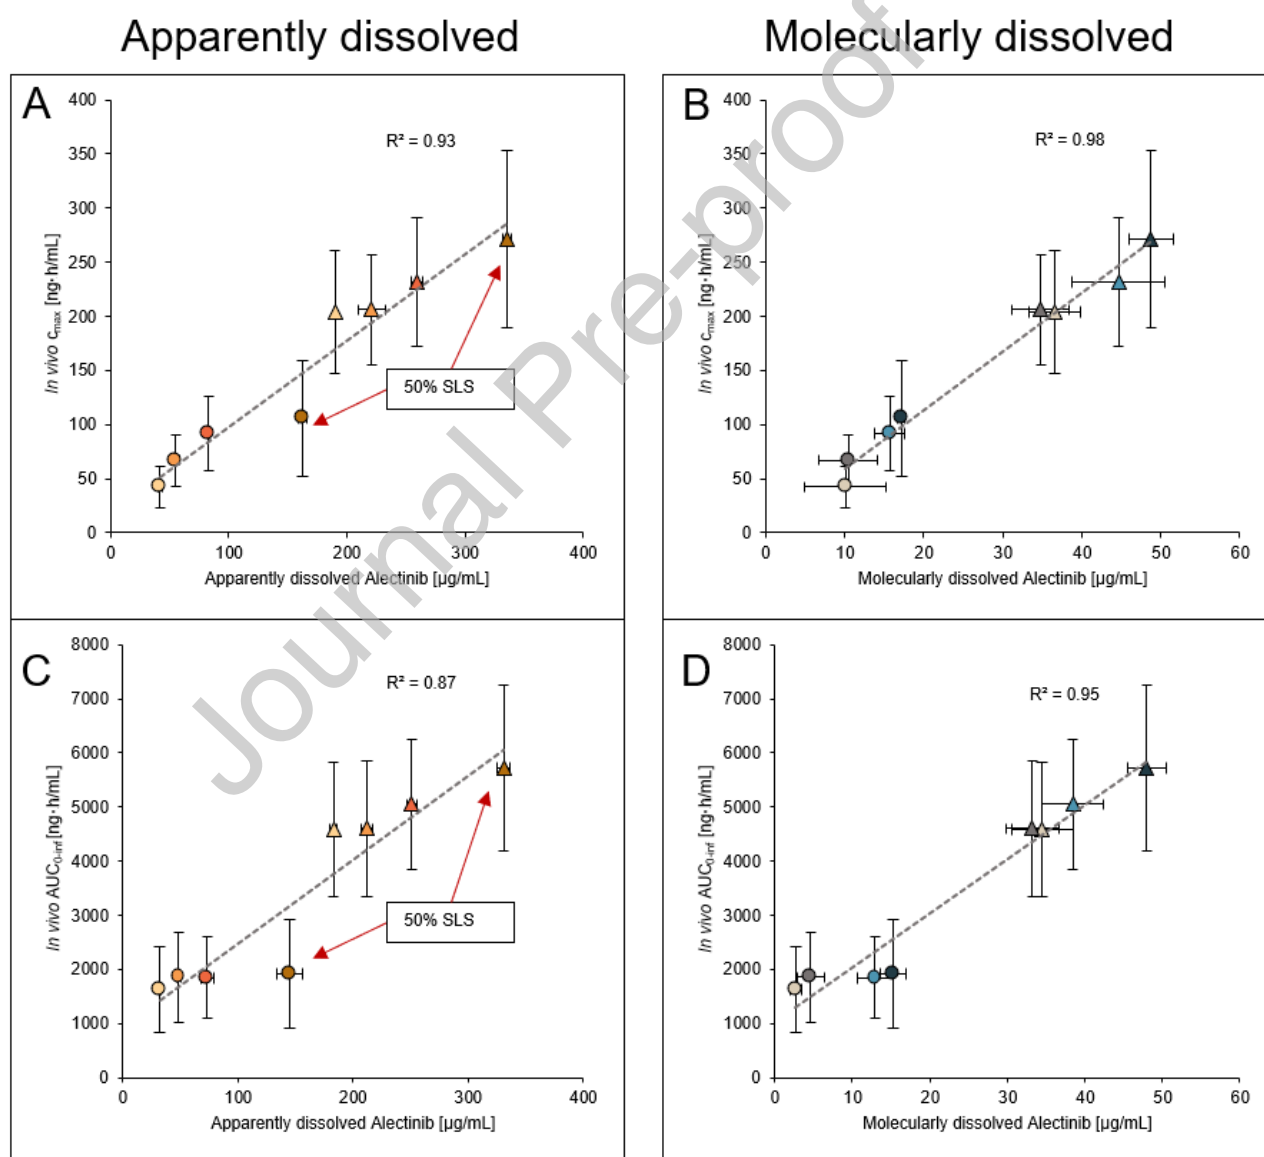 Apparently dissolved
Molecularly dissolved
A
400
350
300
250
200
150
100
50
0
In vivo cmax [ng·h/mL]
R² = 0.93
50% SLS
0 100 200 300 400
Apparently dissolved Alectinib [µg/mL]
B
400
350
300
250
200
150
100
50
0
In vivo cmax [ng·h/mL]
R² = 0.98
0 10 20 30 40 50 60
Molecularly dissolved Alectinib [µg/mL]
C
8000
7000
6000
5000
4000
3000
2000
1000
0
In vivo AUC0-inf [ng·h/mL]
R² = 0.87
50% SLS
0 100 200 300 400
Apparently dissolved Alectinib [µg/mL]
D
8000
7000
6000
5000
4000
3000
2000
1000
0
In vivo AUC0-inf [ng·h/mL]
R² = 0.95
0 10 20 30 40 50 60
Molecularly dissolved Alectinib [µg/mL]
Journal Pre-proof